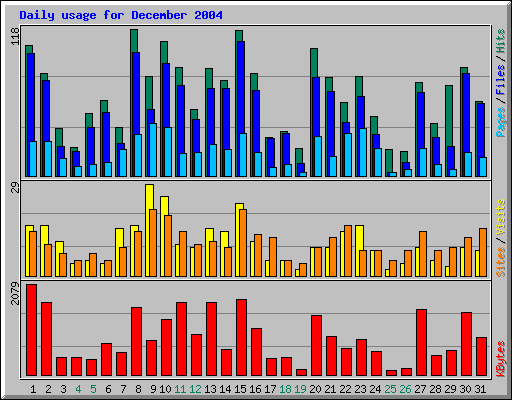 Daily usage for December 2004
118
Pages / Files / Hits
29
Sites / Visits
2079
KBytes
1 2 3 4 5 6 7 8 9 10 11 12 13 14 15 16 17 18 19 20 21 22 23 24 25 26 27 28 29 30 31